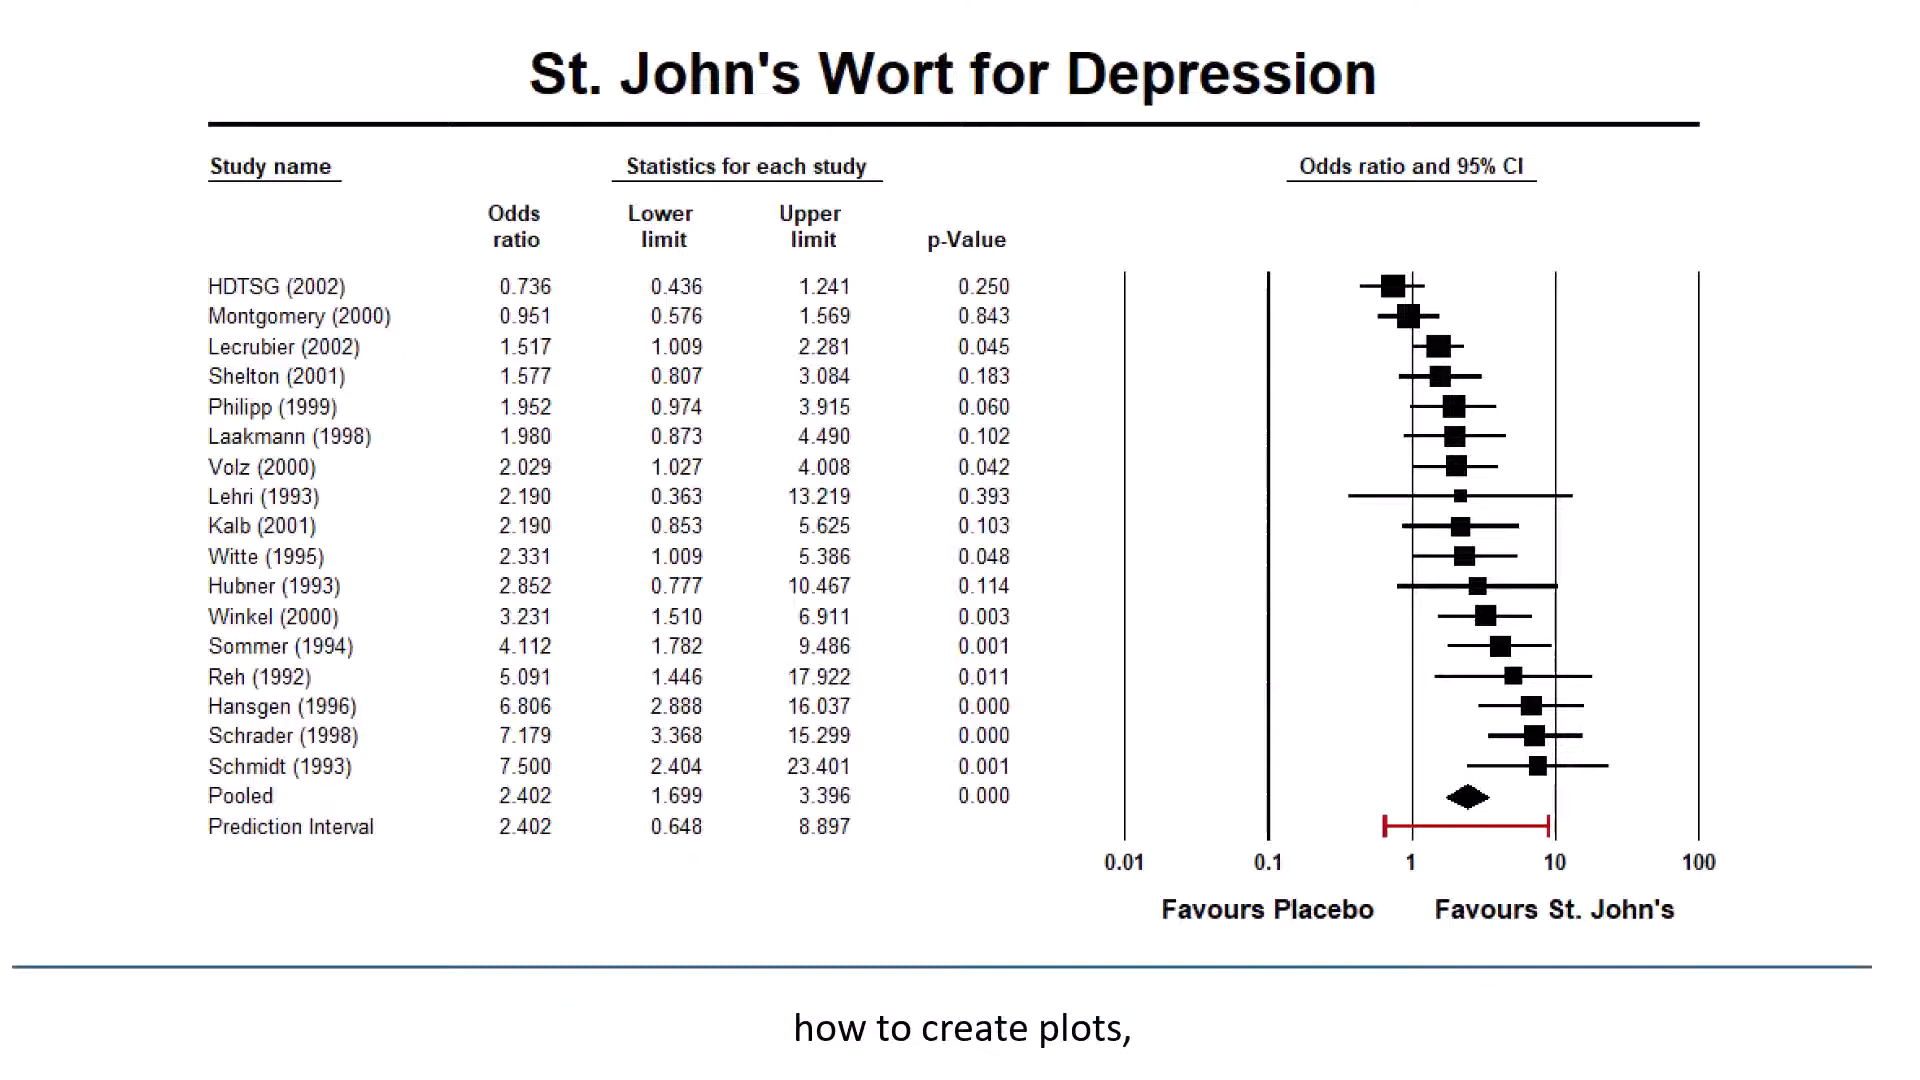 St. John's Wort for Depression
Study name Statistics for each study Odds ratio and 95% CI
Odds Lower Upper
ratio limit limit p-Value
HDTSG (2002) 0.736 0.436 1.241 0.250
Montgomery (2000) 0.951 0.576 1.569 0.843
Lecrubier (2002) 1.517 1.009 2.281 0.045
Shelton (2001) 1.577 0.807 3.084 0.183
Philipp (1999) 1.952 0.974 3.915 0.060
Laakmann (1998) 1.980 0.873 4.490 0.102
Volz (2000) 2.029 1.027 4.008 0.042
Lehri (1993) 2.190 0.363 13.219 0.393
Kalb (2001) 2.190 0.853 5.625 0.103
Witte (1995) 2.331 1.009 5.386 0.048
Hubner (1993) 2.852 0.777 10.467 0.114
Winkel (2000) 3.231 1.510 6.911 0.003
Sommer (1994) 4.112 1.782 9.486 0.001
Reh (1992) 5.091 1.446 17.922 0.011
Hansgen (1996) 6.806 2.888 16.037 0.000
Schrader (1998) 7.179 3.368 15.299 0.000
Schmidt (1993) 7.500 2.404 23.401 0.001
Pooled 2.402 1.699 3.396 0.000
Prediction Interval 2.402 0.648 8.897
0.01 0.1 1 10 100
Favours Placebo Favours St. John's
how to create plots,